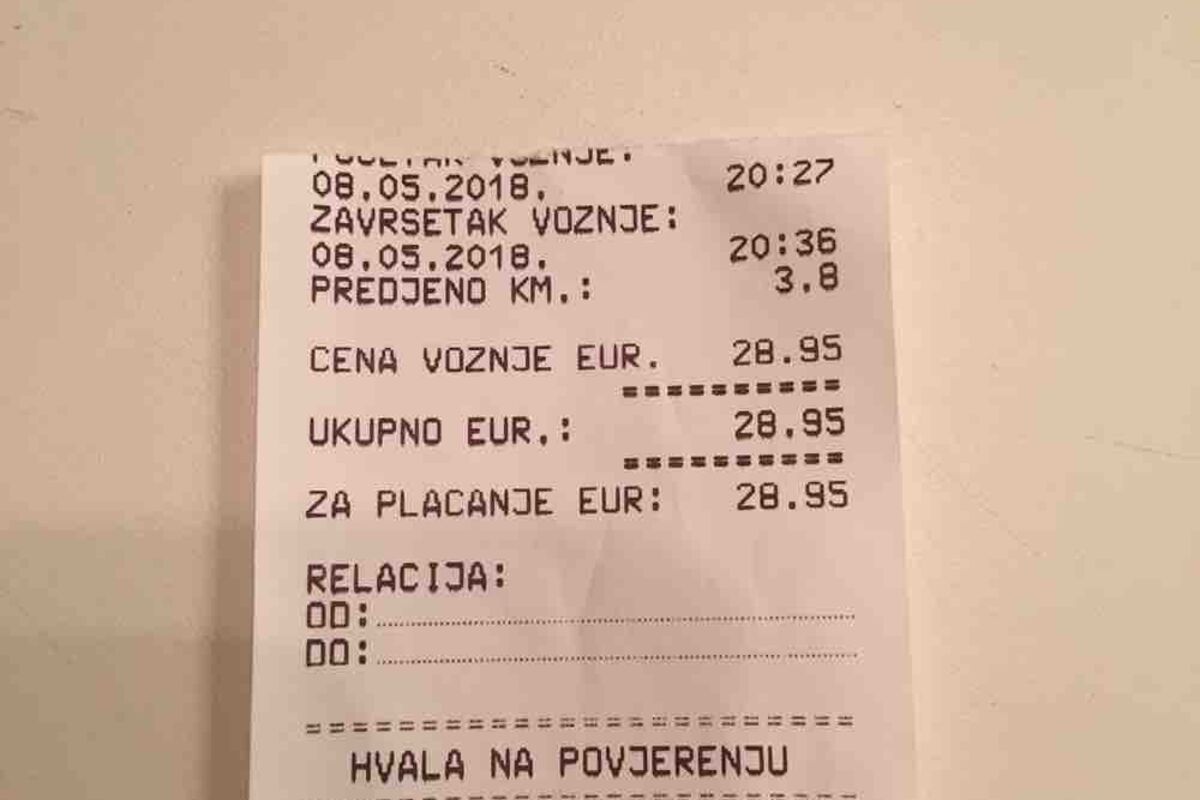 VOZNJE:
08.05.2018. 20:27
ZAVRSETAK VOZNJE:
08.05.2018. 20:36
PREDJENO KM.: 3.8
CENA VOZNJE EUR. 28.95
==========
UKUPNO EUR.: 28.95
==========
ZA PLACANJE EUR: 28.95
RELACIJA:
OD:
DO:
========================
HVALA NA POVJERENJU